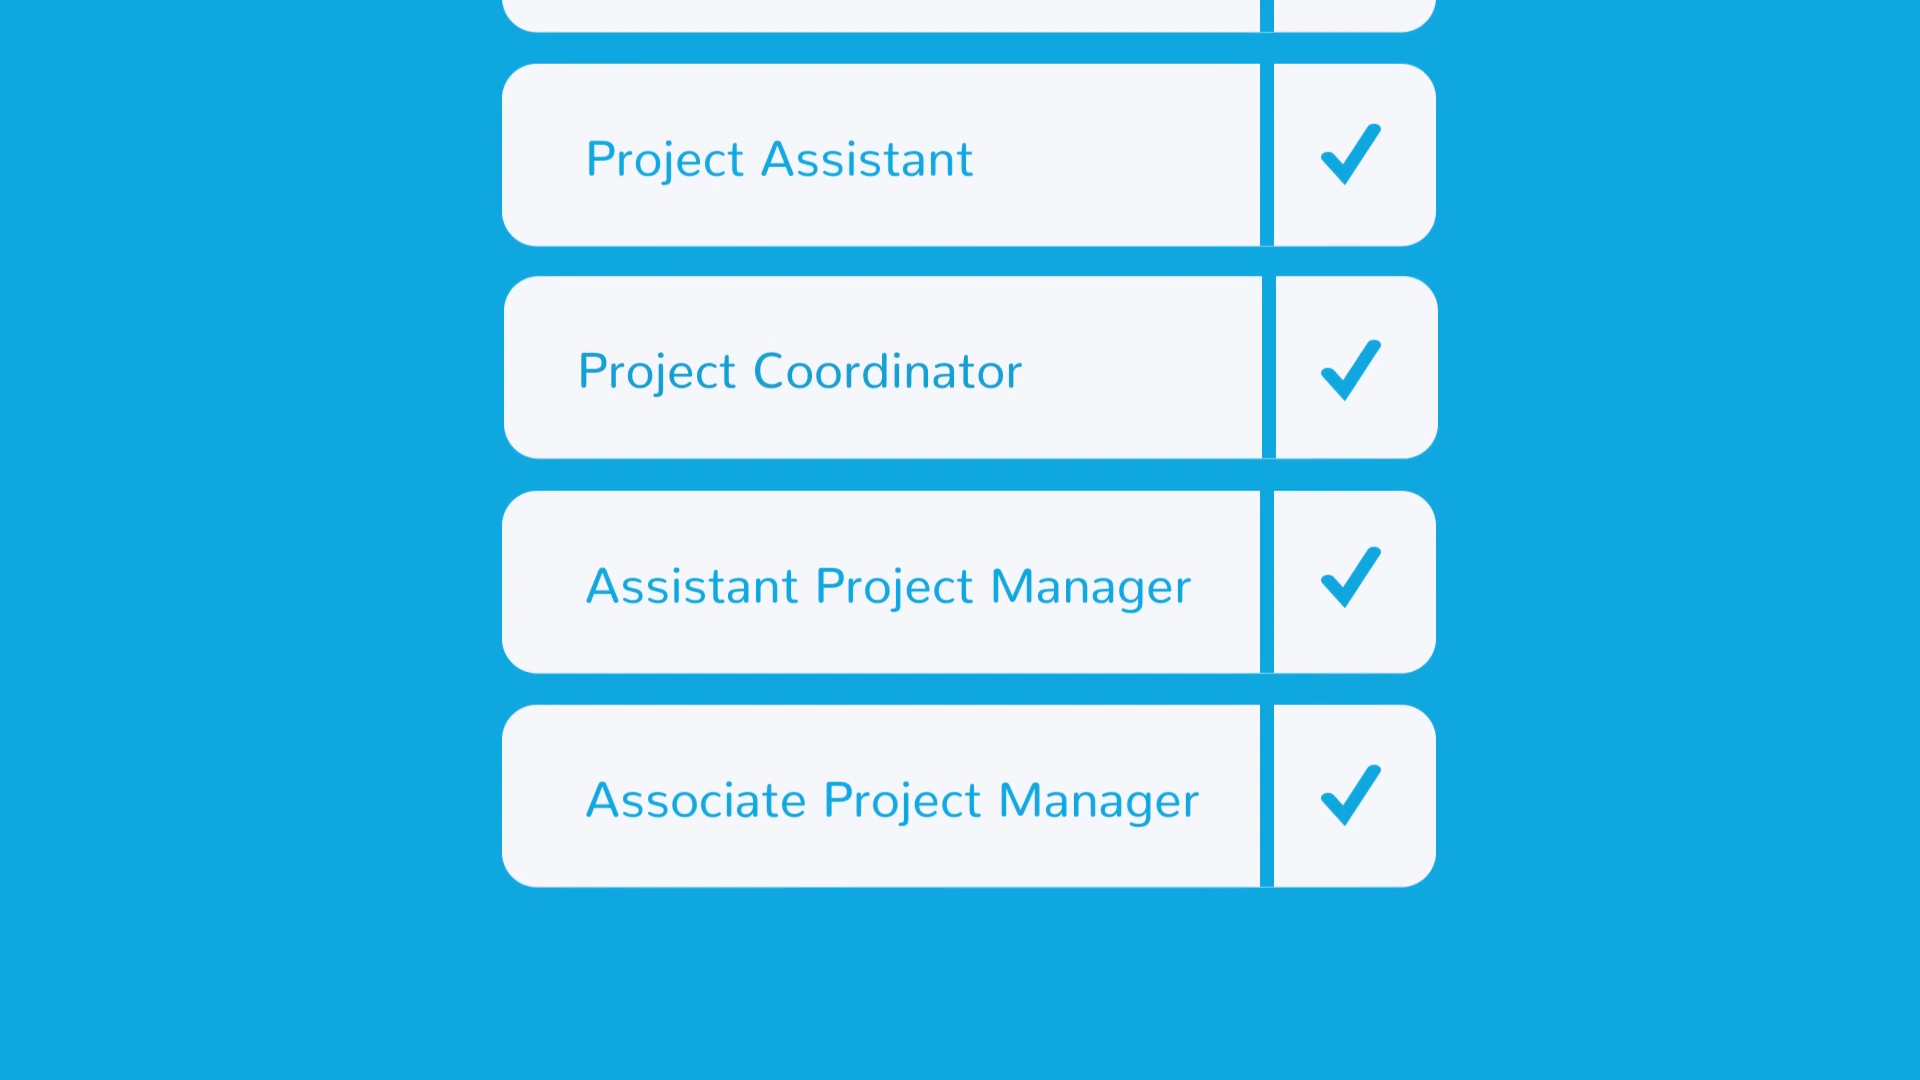 Project Assistant
Project Coordinator
Assistant Project Manager
Associate Project Manager